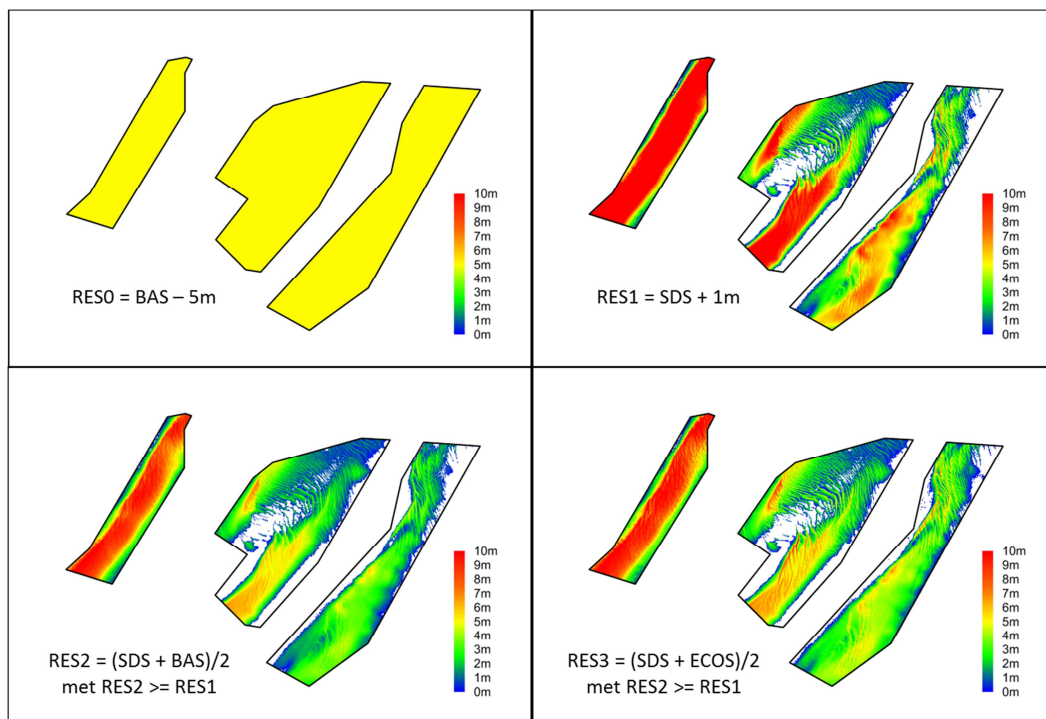 10m
9m
8m
7m
6m
5m
4m
3m
2m
1m
0m
RES0 = BAS – 5m
10m
9m
8m
7m
6m
5m
4m
3m
2m
1m
0m
RES1 = SDS + 1m
10m
9m
8m
7m
6m
5m
4m
3m
2m
1m
0m
RES2 = (SDS + BAS)/2
met RES2 >= RES1
10m
9m
8m
7m
6m
5m
4m
3m
2m
1m
0m
RES3 = (SDS + ECOS)/2
met RES2 >= RES1